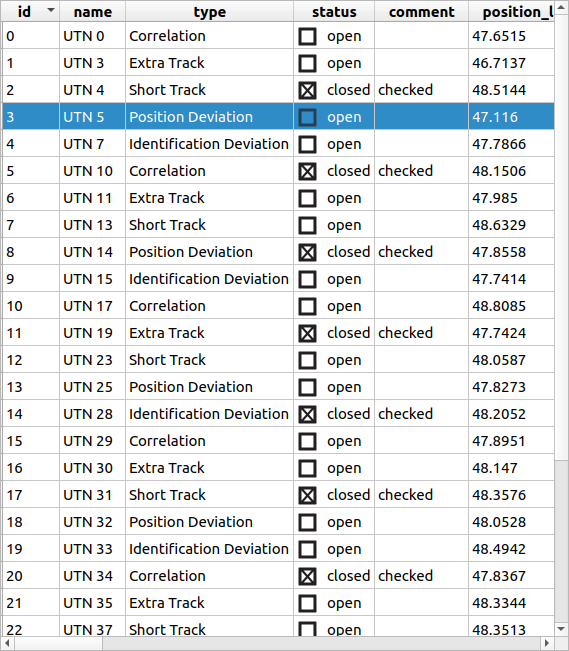 id name type status comment position_l
0 UTN 0 Correlation open 47.6515
1 UTN 3 Extra Track open 46.7137
2 UTN 4 Short Track closed checked 48.5144
3 UTN 5 Position Deviation open 47.116
4 UTN 7 Identification Deviation open 47.7866
5 UTN 10 Correlation closed checked 48.1506
6 UTN 11 Extra Track open 47.985
7 UTN 13 Short Track open 48.6329
8 UTN 14 Position Deviation closed checked 47.8558
9 UTN 15 Identification Deviation open 47.7414
10 UTN 17 Correlation open 48.8085
11 UTN 19 Extra Track closed checked 47.7424
12 UTN 23 Short Track open 48.0587
13 UTN 25 Position Deviation open 47.8273
14 UTN 28 Identification Deviation closed checked 48.2052
15 UTN 29 Correlation open 47.8951
16 UTN 30 Extra Track open 48.147
17 UTN 31 Short Track closed checked 48.3576
18 UTN 32 Position Deviation open 48.0528
19 UTN 33 Identification Deviation open 48.4942
20 UTN 34 Correlation closed checked 47.8367
21 UTN 35 Extra Track open 48.3344
22 UTN 37 Short Track open 48.3513